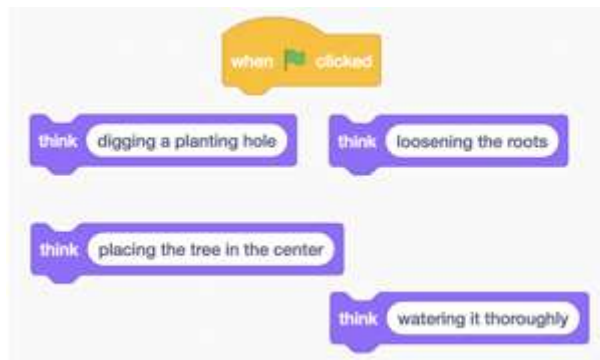 when clicked
think digging a planting hole
think loosening the roots
think placing the tree in the center
think watering it thoroughly